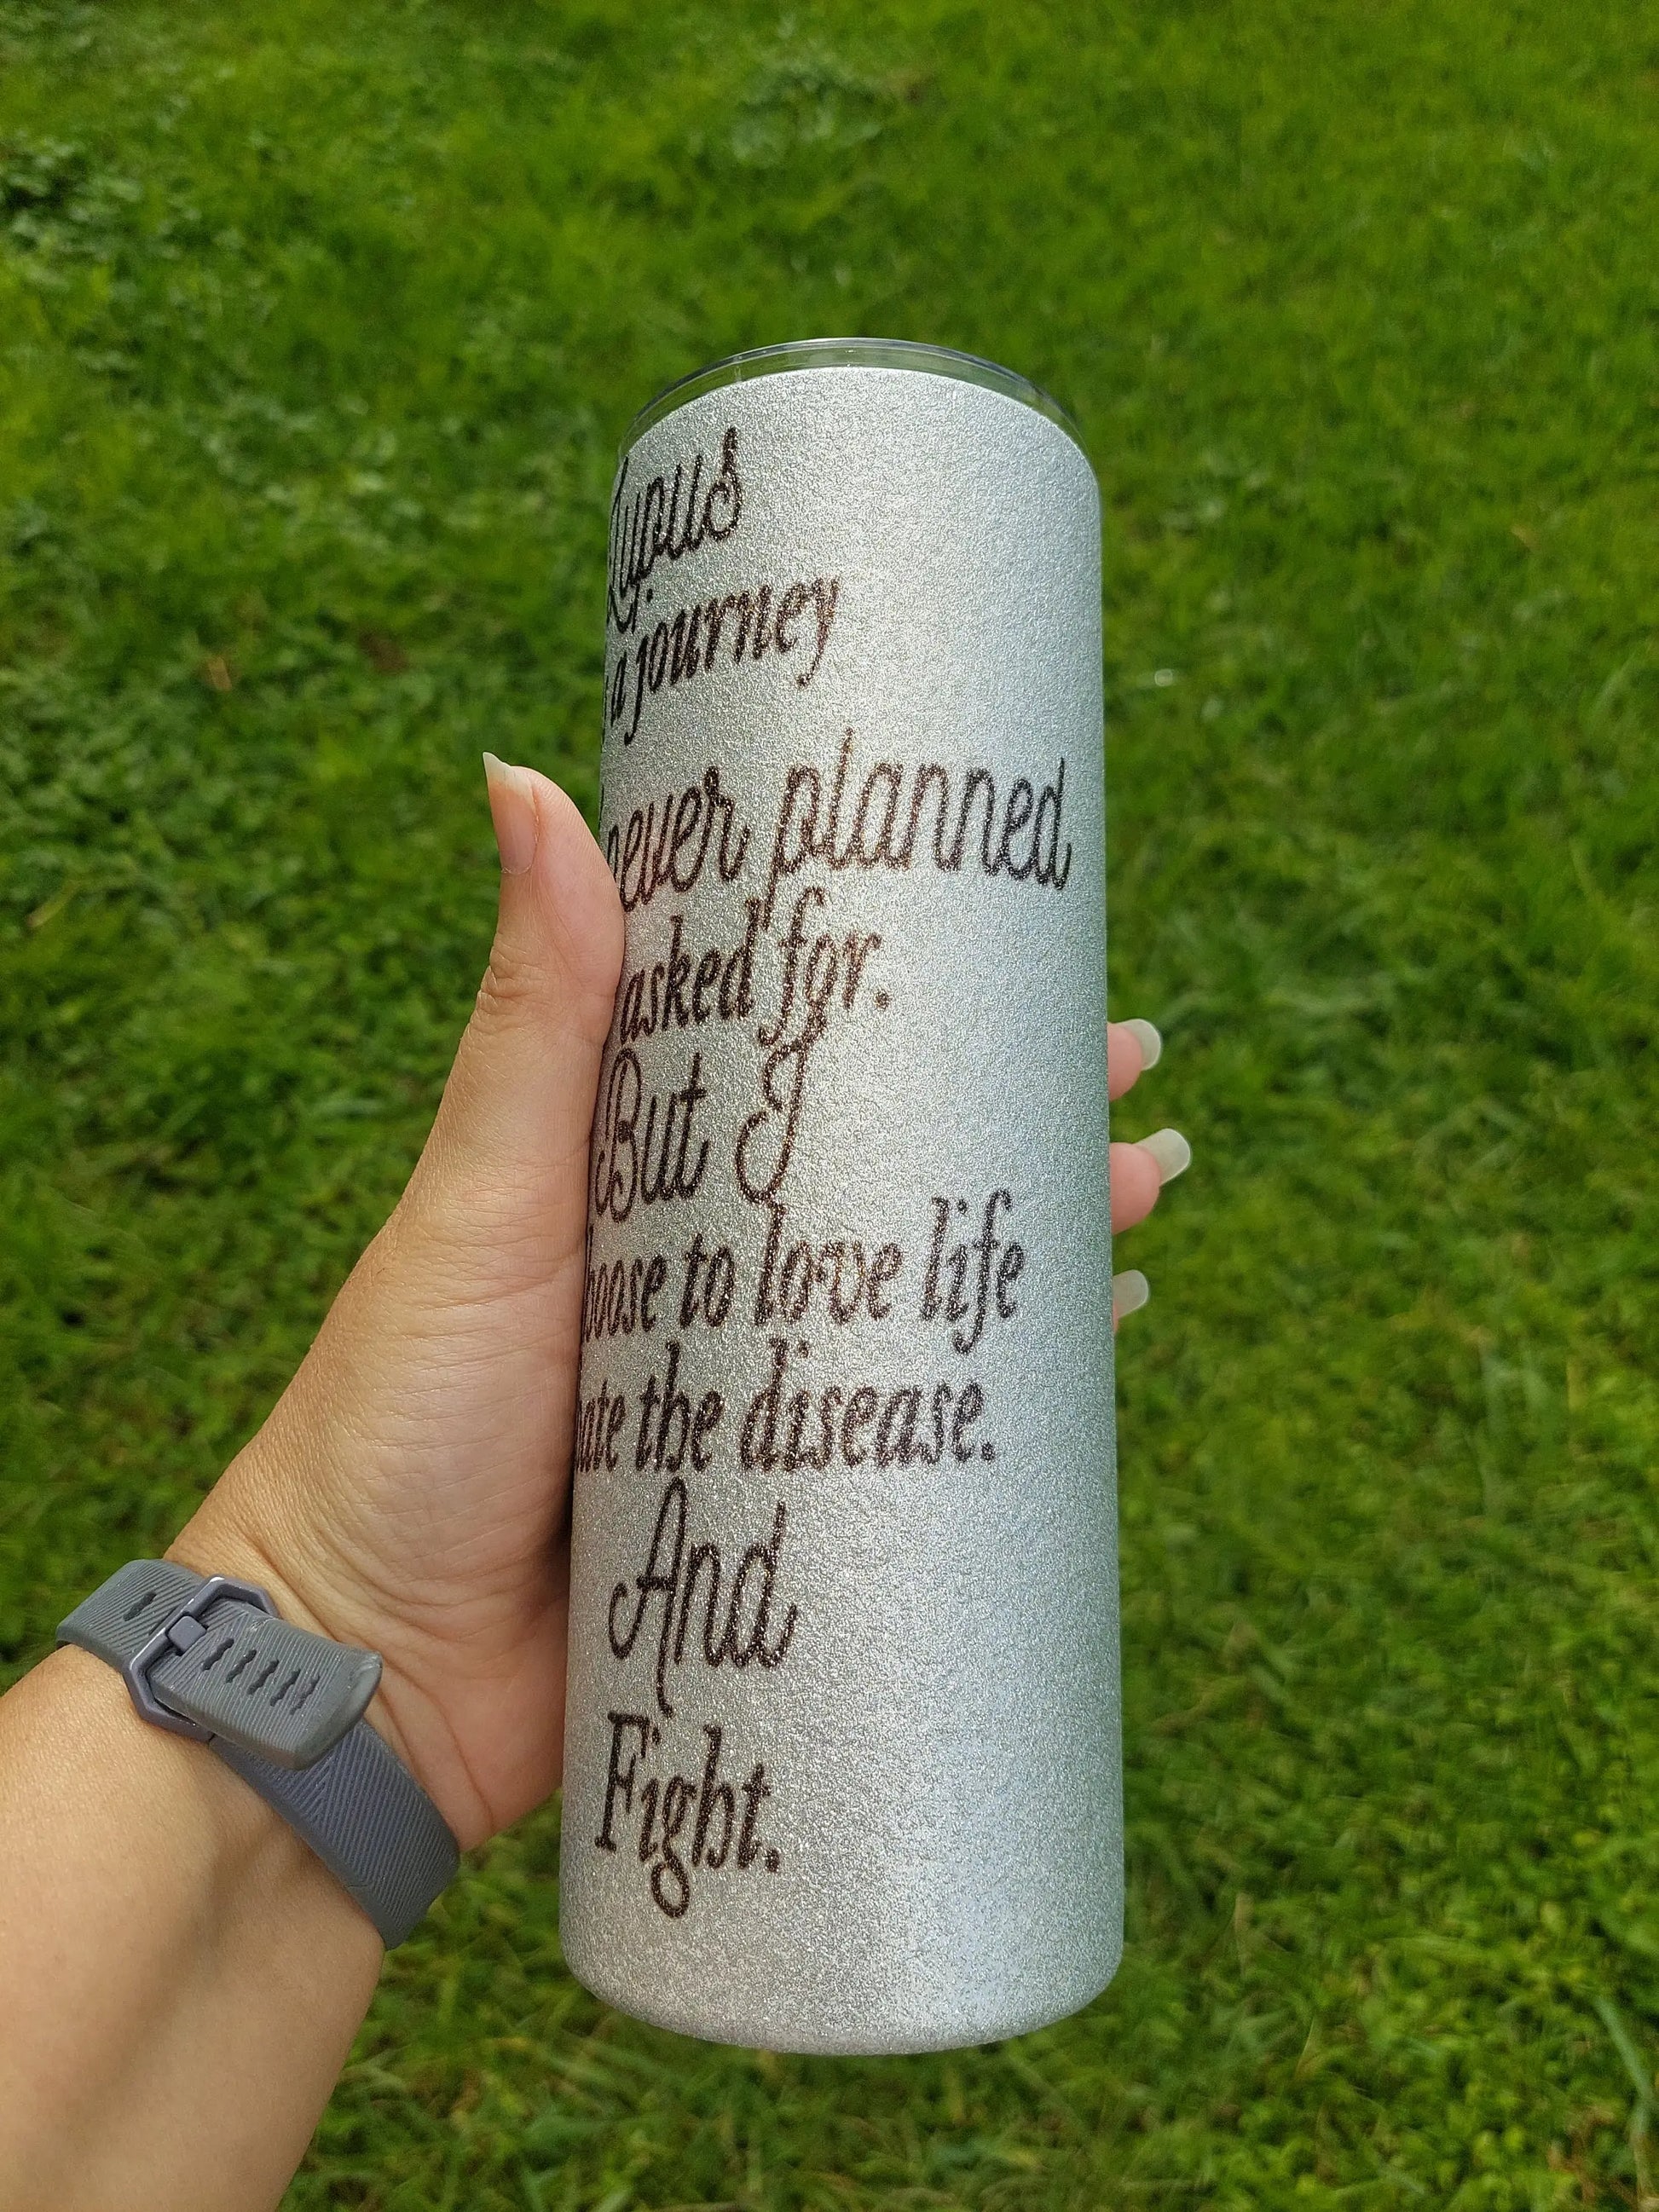 Lupus
a journey
never planned
asked for.
But I
choose to love life
hate the disease.
And
Fight.